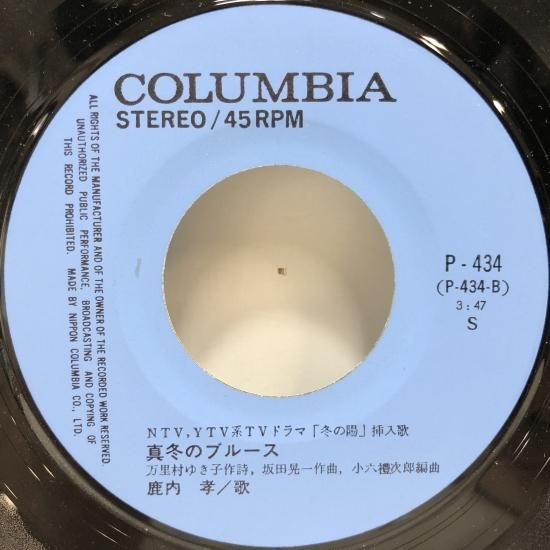 COLUMBIA
STEREO/45RPM
ALL RIGHTS OF THE MANUFACTURER AND OF THE OWNER OF THE RECORDED WORK RESERVED.
UNAUTHORIZED PUBLIC PERFORMANCE, BROADCASTING AND COPYING OF
THIS RECORD PROHIBITED. MADE BY NIPPON COLUMBIA CO., LTD.
P-434
(P-434-B)
3:47
S
NTV,YTV系TVドラマ「冬の陽」挿入歌
真冬のブルース
万里村ゆき子作詩, 坂田晃一作曲, 小六禮次郎編曲
鹿内 孝/歌